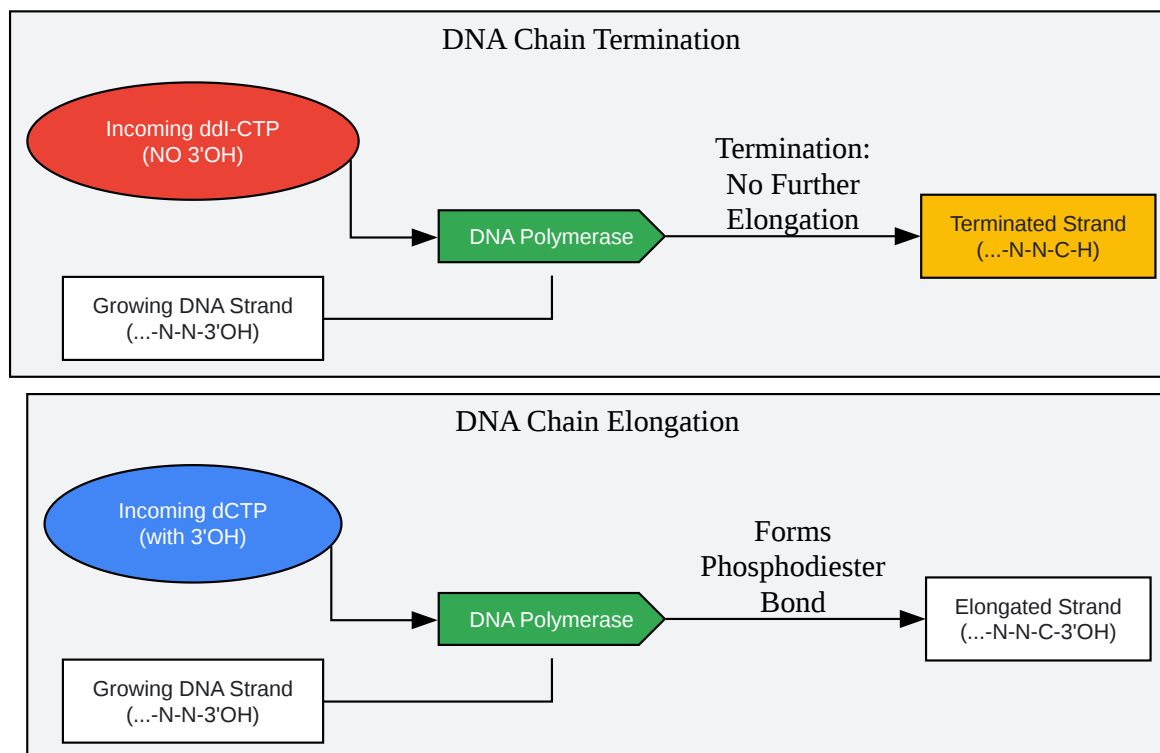 DNA Chain Termination
Incoming ddI-CTP
(NO 3'OH)
Termination:
No Further
Elongation
DNA Polymerase
Terminated Strand
(...-N-N-C-H)
Growing DNA Strand
(...-N-N-3'OH)
DNA Chain Elongation
Incoming dCTP
(with 3'OH)
Forms
Phosphodiester
Bond
DNA Polymerase
Elongated Strand
(...-N-N-C-3'OH)
Growing DNA Strand
(...-N-N-3'OH)